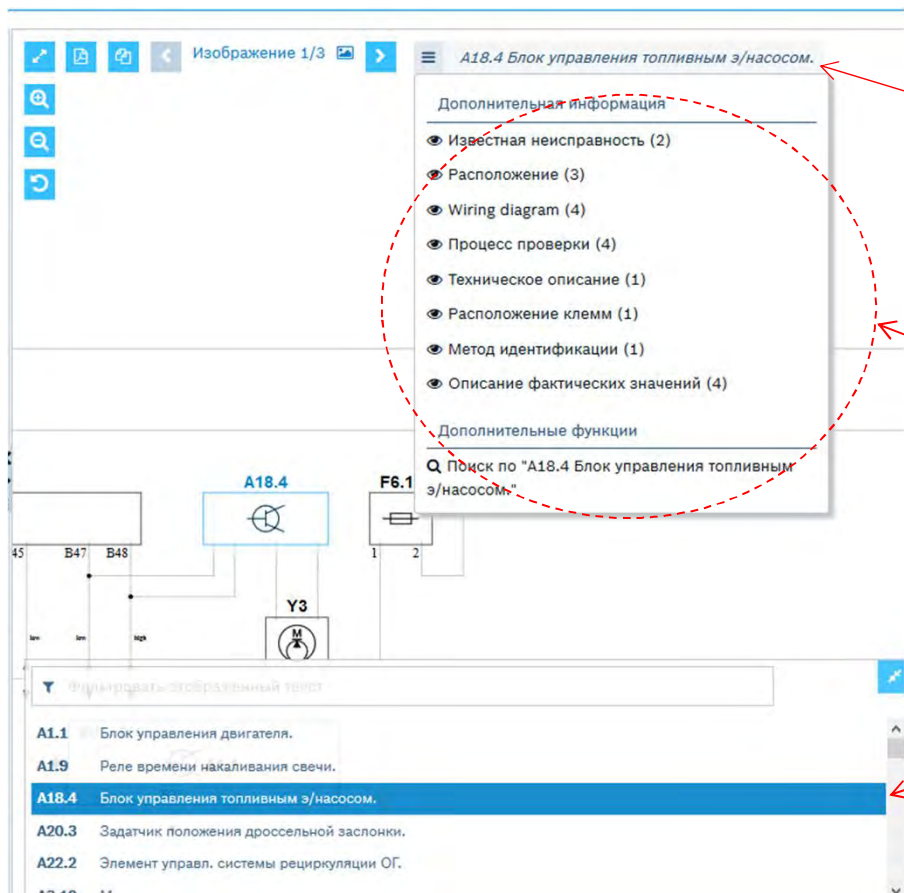 Изображение 1/3
A18.4 Блок управления топливным э/насосом.
Дополнительная информация
Известная неисправность (2)
Расположение (3)
Wiring diagram (4)
Процесс проверки (4)
Техническое описание (1)
Расположение клемм (1)
Метод идентификации (1)
Описание фактических значений (4)
Дополнительные функции
Поиск по "A18.4 Блок управления топливным
э/насосом."
A18.4
F6.1
45 B47 B48
1 2
Y3
M
Фильтровать отображенный текст
A1.1 Блок управления двигателя.
A1.9 Реле времени накаливания свечи.
A18.4 Блок управления топливным э/насосом.
A20.3 Задатчик положения дроссельной заслонки.
A22.2 Элемент управл. системы рециркуляции ОГ.